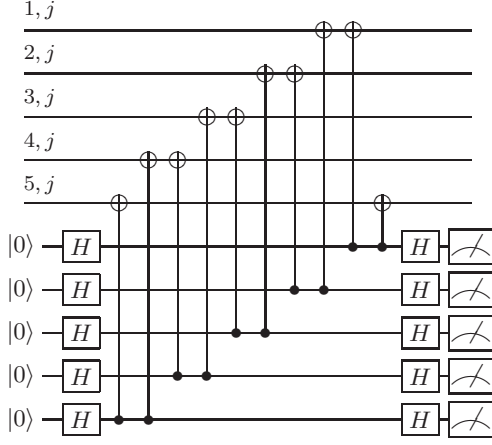 1, j
2, j
3, j
4, j
5, j
|0⟩ H H
|0⟩ H H
|0⟩ H H
|0⟩ H H
|0⟩ H H